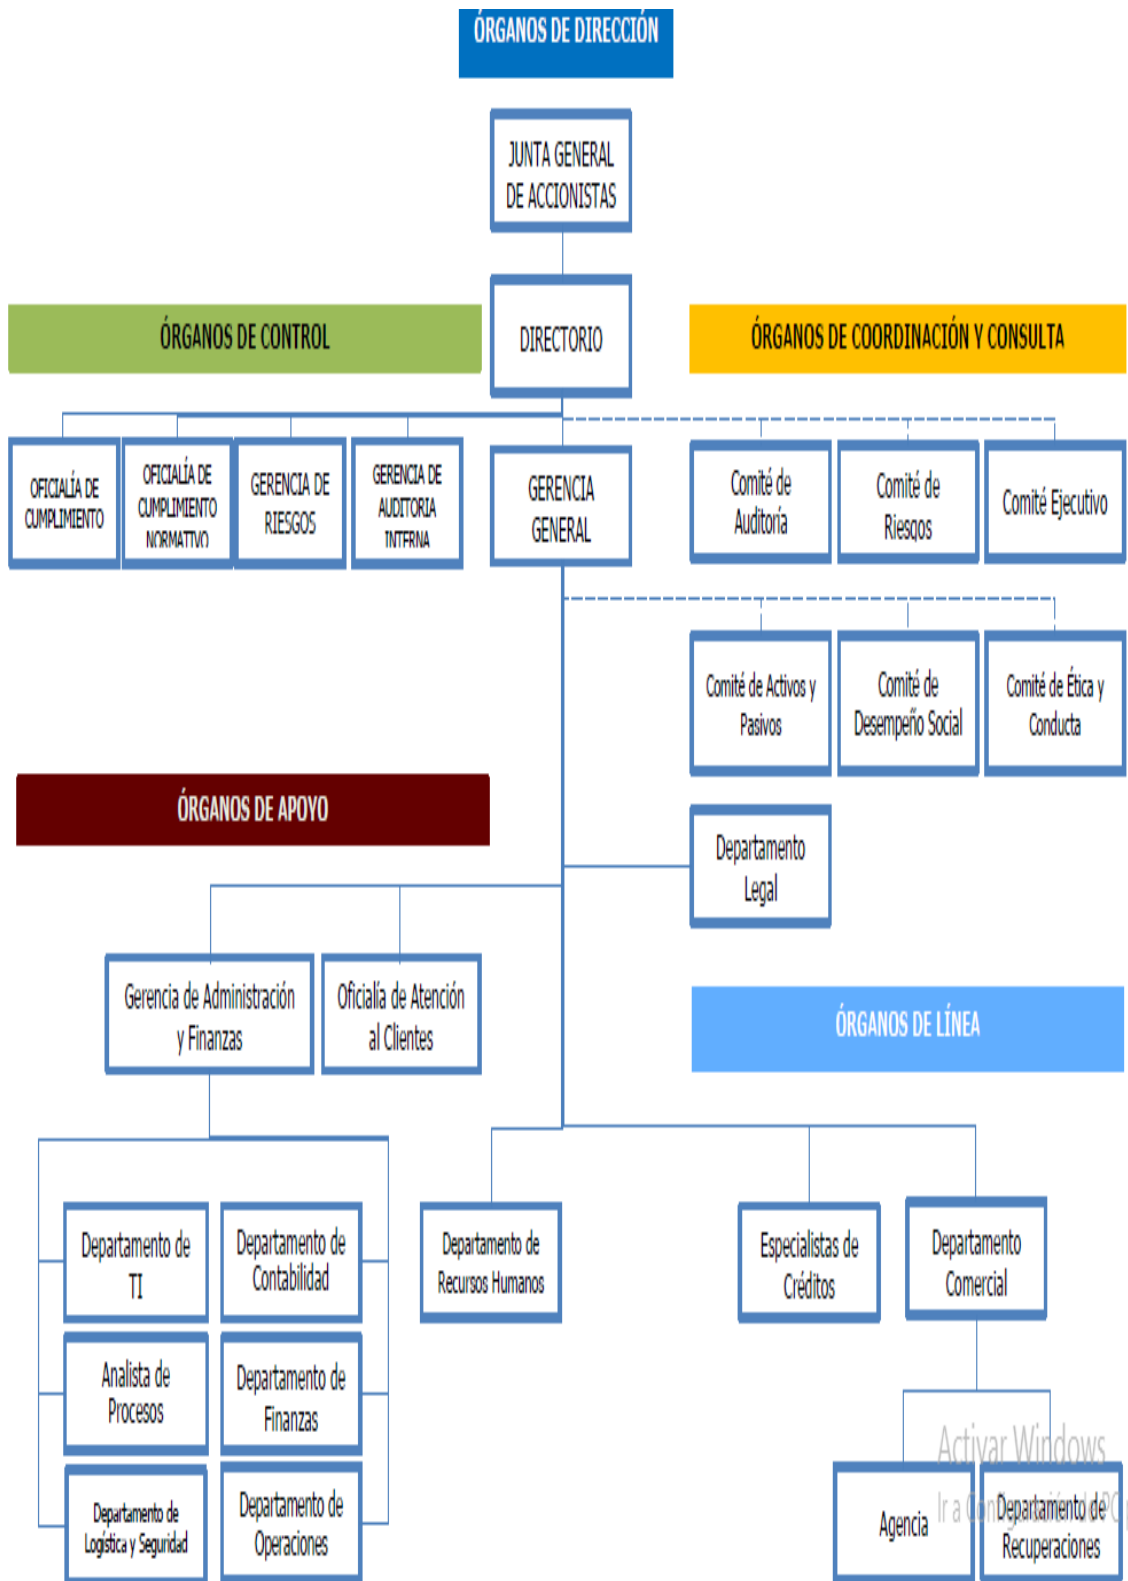 ÓRGANOS DE DIRECCIÓN
JUNTA GENERAL
DE ACCIONISTAS
DIRECTORIO
ÓRGANOS DE CONTROL
ÓRGANOS DE COORDINACIÓN Y CONSULTA
OFICIALÍA DE
CUMPLIMIENTO
OFICIALÍA DE
CUMPLIMIENTO
NORMATIVO
GERENCIA DE
RIESGOS
GERENCIA DE
AUDITORIA
INTERNA
GERENCIA
GENERAL
Comité de
Auditoría
Comité de
Riesgos
Comité Ejecutivo
Comité de Activos y
Pasivos
Comité de
Desempeño Social
Comité de Ética y
Conducta
ÓRGANOS DE APOYO
Departamento
Legal
Gerencia de Administración
y Finanzas
Oficialía de Atención
al Clientes
ÓRGANOS DE LÍNEA
Departamento de
TI
Departamento de
Contabilidad
Departamento de
Recursos Humanos
Especialistas de
Créditos
Departamento
Comercial
Analista de
Procesos
Departamento de
Finanzas
Departamento de
Logística y Seguridad
Departamento de
Operaciones
Agencia
Departamento de
Recuperaciones
Activar Windows
Ir a Configuración de PC p